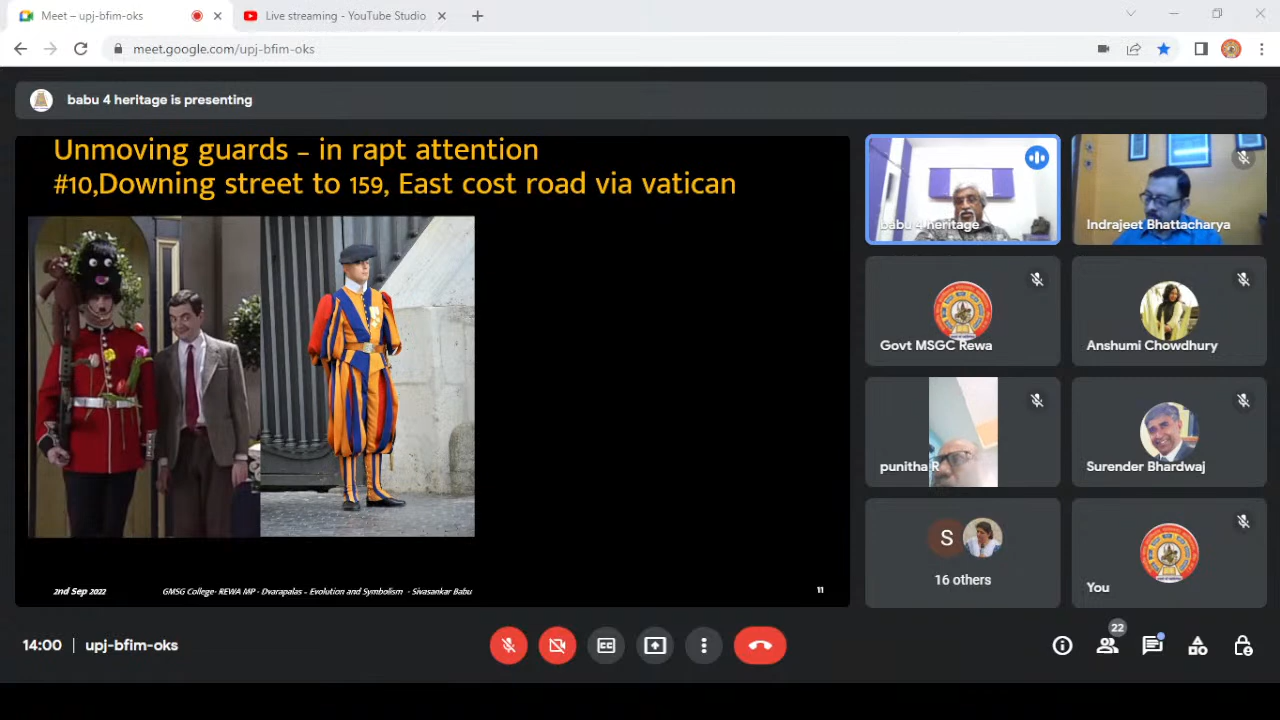 Meet – upj-bfim-oks
Live streaming - YouTube Studio
meet.google.com/upj-bfim-oks
babu 4 heritage is presenting
Unmoving guards – in rapt attention
#10,Downing street to 159, East cost road via vatican
2nd Sep 2022
GMSG College- REWA MP - Dvarapalas - Evolution and Symbolism - Sivasankar Babu
11
babu 4 heritage
Indrajeet Bhattacharya
Govt MSGC Rewa
Anshumi Chowdhury
punitha R
Surender Bhardwaj
S
16 others
You
14:00 | upj-bfim-oks
CC
22